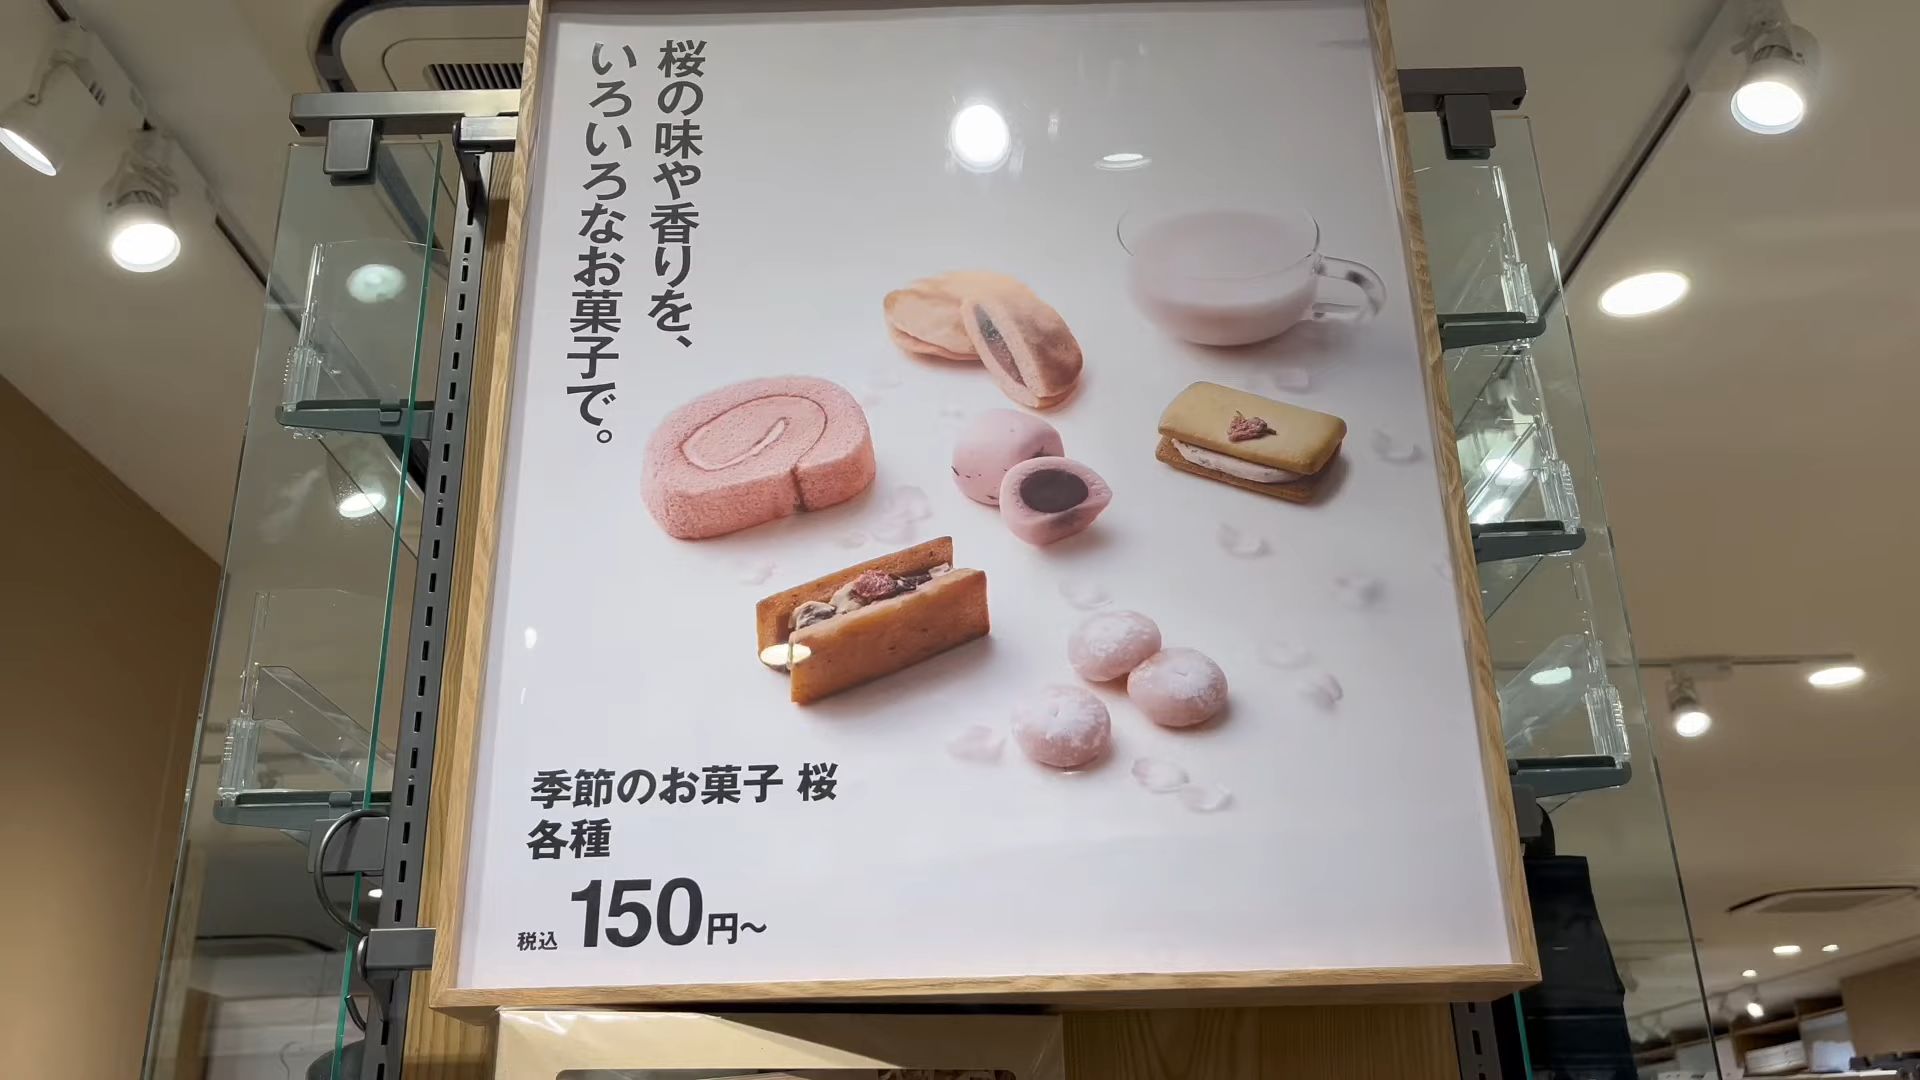 桜の味や香りを、
いろいろなお菓子で。
季節のお菓子 桜
各種
税込 150円～